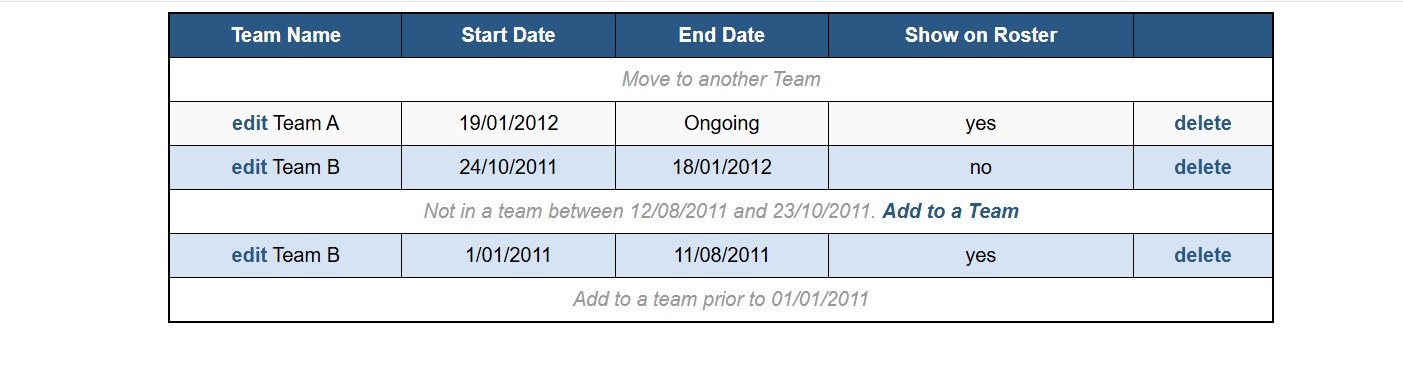 Team Name Start Date End Date Show on Roster
Move to another Team
edit Team A 19/01/2012 Ongoing yes delete
edit Team B 24/10/2011 18/01/2012 no delete
Not in a team between 12/08/2011 and 23/10/2011. Add to a Team
edit Team B 1/01/2011 11/08/2011 yes delete
Add to a team prior to 01/01/2011